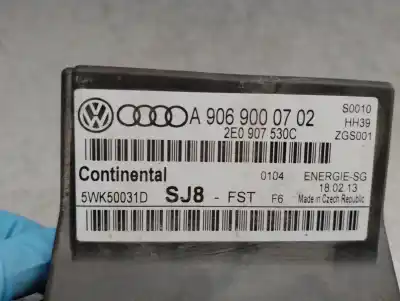 A 906 900 07 02
2E0 907 530C
S0010
HH39
ZGS001
Continental
0104
ENERGIE-SG
18.02.13
5WK50031D
SJ8 - FST F6
Made in Czech Republic